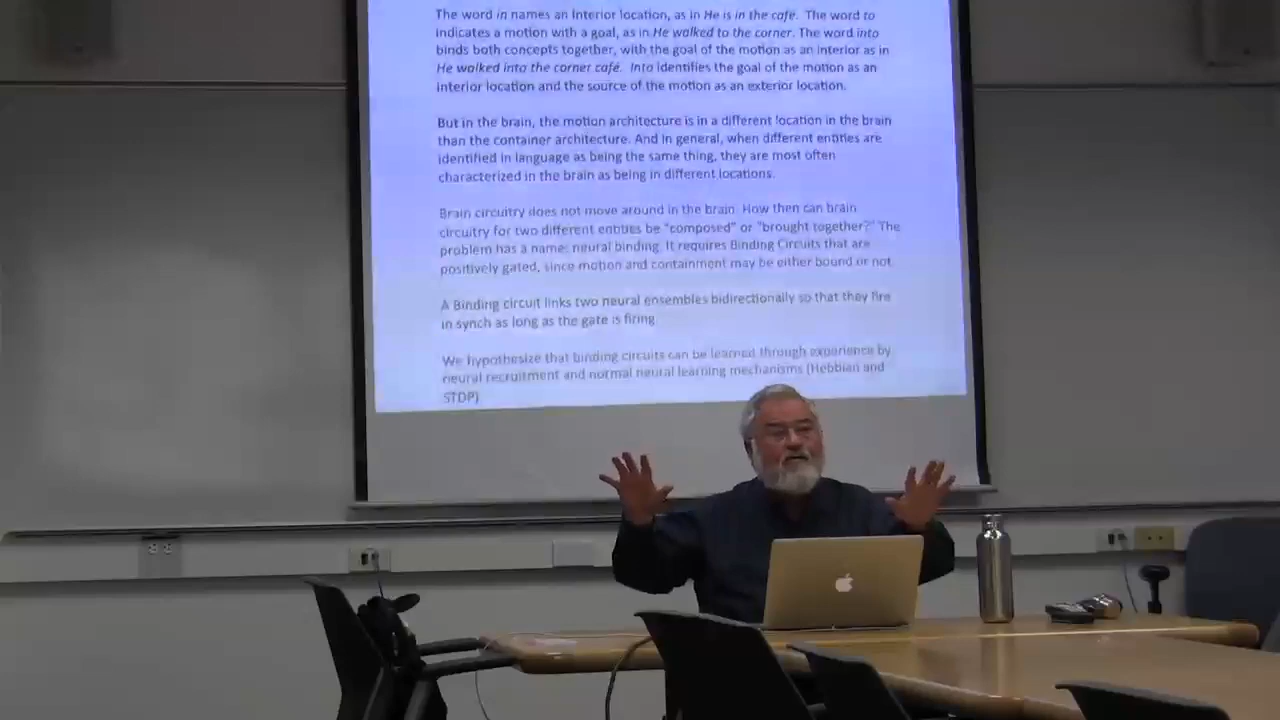 The word in names an interior location, as in He is in the café. The word to
indicates a motion with a goal, as in He walked to the corner. The word into
binds both concepts together, with the goal of the motion as an interior as in
He walked into the corner café. Into identifies the goal of the motion as an
interior location and the source of the motion as an exterior location.
But in the brain, the motion architecture is in a different location in the brain
than the container architecture. And in general, when different entities are
identified in language as being the same thing, they are most often
characterized in the brain as being in different locations.
Brain circuitry does not move around in the brain. How then can brain
circuitry for two different entities be "composed" or "brought together?" The
problem has a name: neural binding. It requires Binding Circuits that are
positively gated, since motion and containment may be either bound or not.
A Binding circuit links two neural ensembles bidirectionally so that they fire
in synch as long as the gate is firing.
We hypothesize that binding circuits can be learned through experience by
neural recruitment and normal neural learning mechanisms (Hebbian and
STDP)